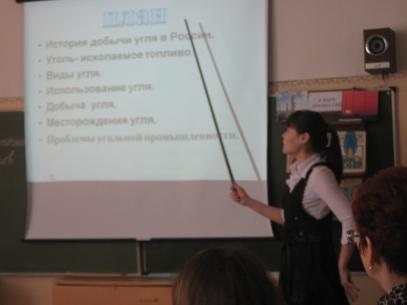 ПЛАН
• История добычи угля в России.
• Уголь- ископаемое топливо
• Виды угля.
• Использование угля.
• Добыча угля.
• Месторождения угля.
• Проблемы угольной промышленности.